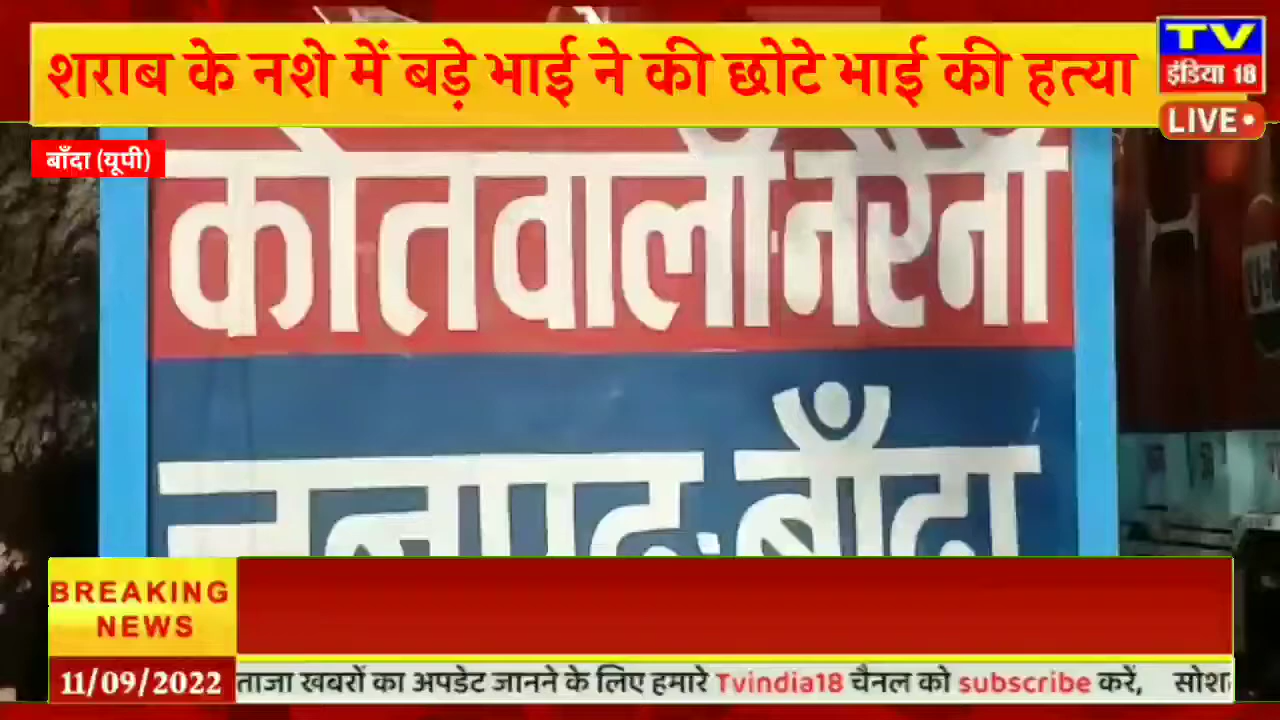 शराब के नशे में बड़े भाई ने की छोटे भाई की हत्या
TV
इंडिया 18
LIVE
बाँदा (यूपी)
कोतवाली-नरैनी
जनपद-बाँदा
BREAKING
NEWS
11/09/2022
ताजा खबरों का अपडेट जानने के लिए हमारे Tvindia18 चैनल को subscribe करें,